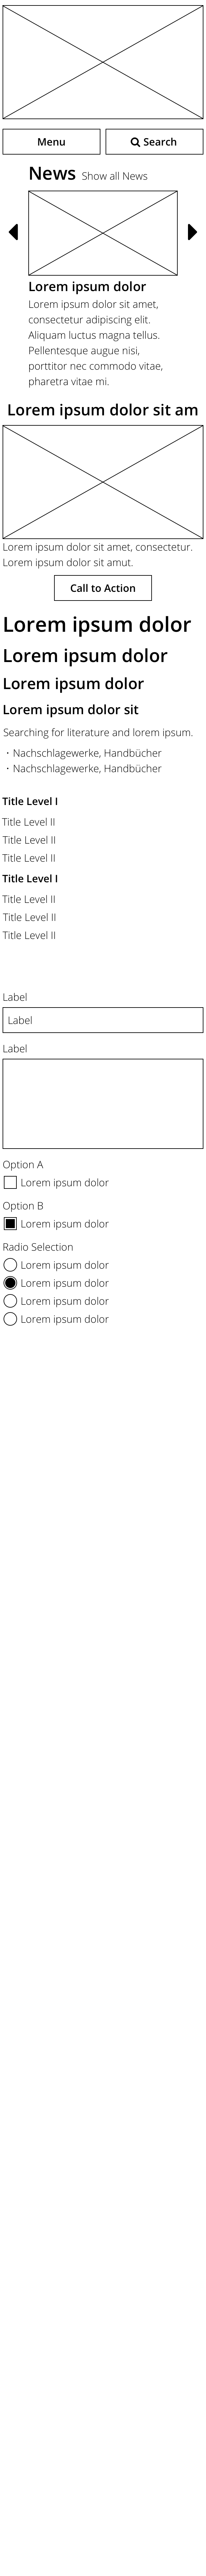 Menu
Search
News Show all News
Lorem ipsum dolor
Lorem ipsum dolor sit amet,
consectetur adipiscing elit.
Aliquam luctus magna tellus.
Pellentesque augue nisi,
porttitor nec commodo vitae,
pharetra vitae mi.
Lorem ipsum dolor sit am
Lorem ipsum dolor sit amet, consectetur.
Lorem ipsum dolor sit amut.
Call to Action
Lorem ipsum dolor
Lorem ipsum dolor
Lorem ipsum dolor
Lorem ipsum dolor sit
Searching for literature and lorem ipsum.
· Nachschlagewerke, Handbücher
· Nachschlagewerke, Handbücher
Title Level I
Title Level II
Title Level II
Title Level II
Title Level I
Title Level II
Title Level II
Title Level II
Label
Label
Label
Option A
Lorem ipsum dolor
Option B
Lorem ipsum dolor
Radio Selection
Lorem ipsum dolor
Lorem ipsum dolor
Lorem ipsum dolor
Lorem ipsum dolor